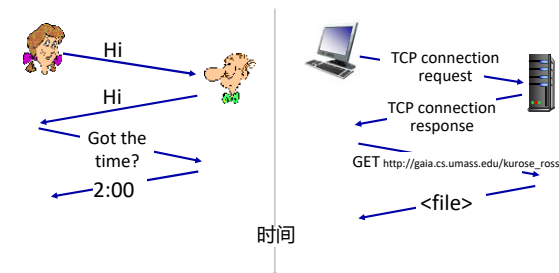 Hi
Hi
Got the
time?
2:00
TCP connection
request
TCP connection
response
GET http://gaia.cs.umass.edu/kurose_ross
<file>
时间